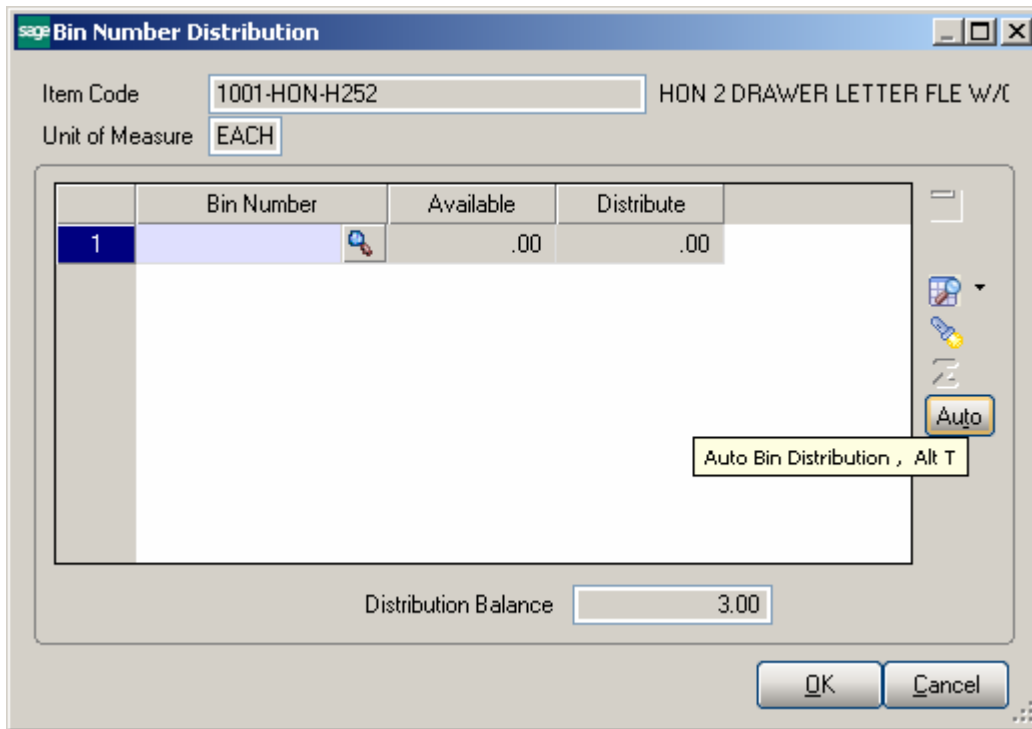 sage Bin Number Distribution
Item Code 1001-HON-H252 HON 2 DRAWER LETTER FLE W/
Unit of Measure EACH
Bin Number Available Distribute
1 .00 .00
Auto
Auto Bin Distribution , Alt T
Distribution Balance 3.00
OK Cancel